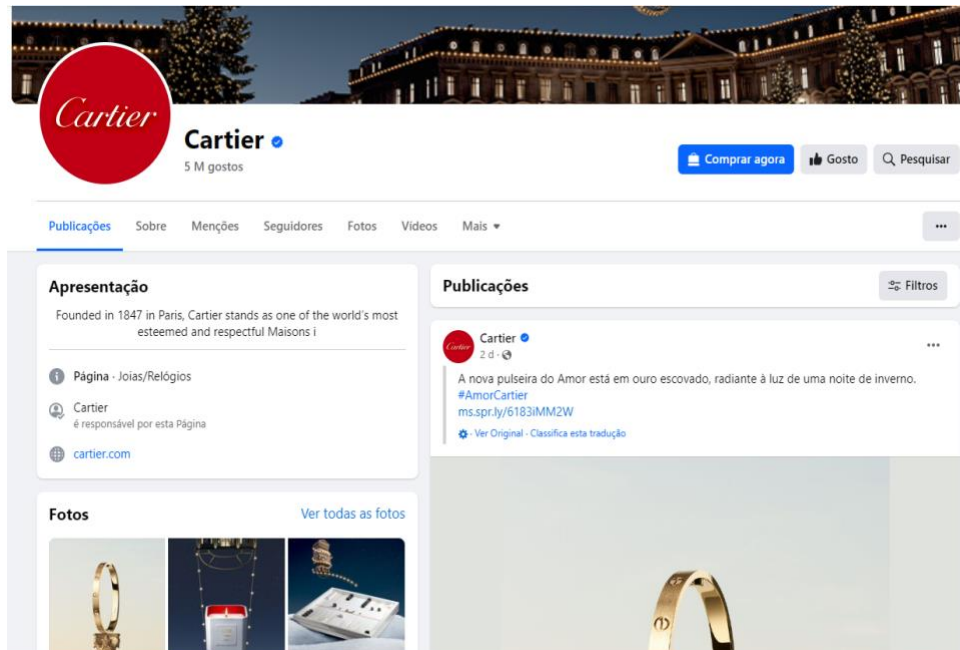 Cartier
Cartier
5 M gostos
Comprar agora
Gosto
Pesquisar
Publicações
Sobre
Menções
Seguidores
Fotos
Vídeos
Mais
Apresentação
Founded in 1847 in Paris, Cartier stands as one of the world's most
esteemed and respectful Maisons i
Página · Joias/Relógios
Cartier
é responsável por esta Página
cartier.com
Fotos
Ver todas as fotos
Publicações
Filtros
Cartier
Cartier
2 d ·
A nova pulseira do Amor está em ouro escovado, radiante à luz de uma noite de inverno.
#AmorCartier
ms.spr.ly/6183iMM2W
· Ver Original · Classifica esta tradução